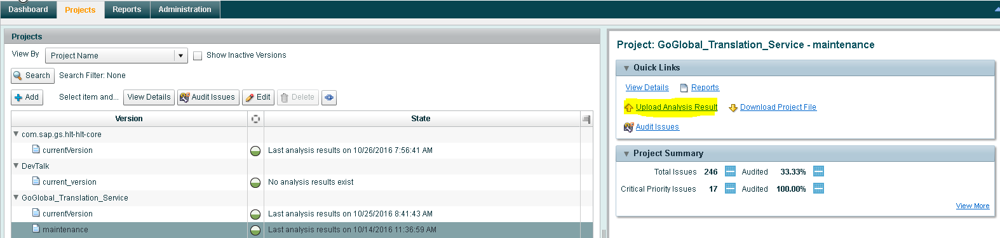 Dashboard Projects Reports Administration
Projects
View By Project Name Show Inactive Versions
Search Search Filter: None
Add Select item and... View Details Audit Issues Edit Delete
Version State
com.sap.gs.hlt-hlt-core
currentVersion Last analysis results on 10/26/2016 7:56:41 AM
DevTalk
current_version No analysis results exist
GoGlobal_Translation_Service
currentVersion Last analysis results on 10/25/2016 8:41:43 AM
maintenance Last analysis results on 10/14/2016 11:36:59 AM
Project: GoGlobal_Translation_Service - maintenance
Quick Links
View Details Reports
Upload Analysis Result Download Project File
Audit Issues
Project Summary
Total Issues 246 Audited 33.33%
Critical Priority Issues 17 Audited 100.00%
View More